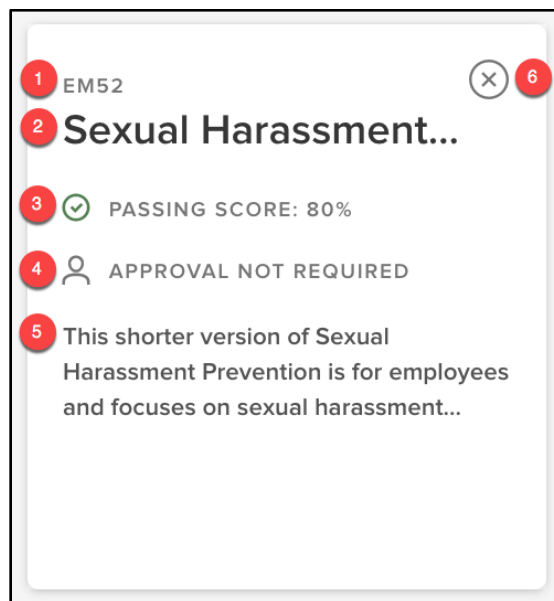 1 EM52 6
2 Sexual Harassment...
3 PASSING SCORE: 80%
4 APPROVAL NOT REQUIRED
5 This shorter version of Sexual
Harassment Prevention is for employees
and focuses on sexual harassment...